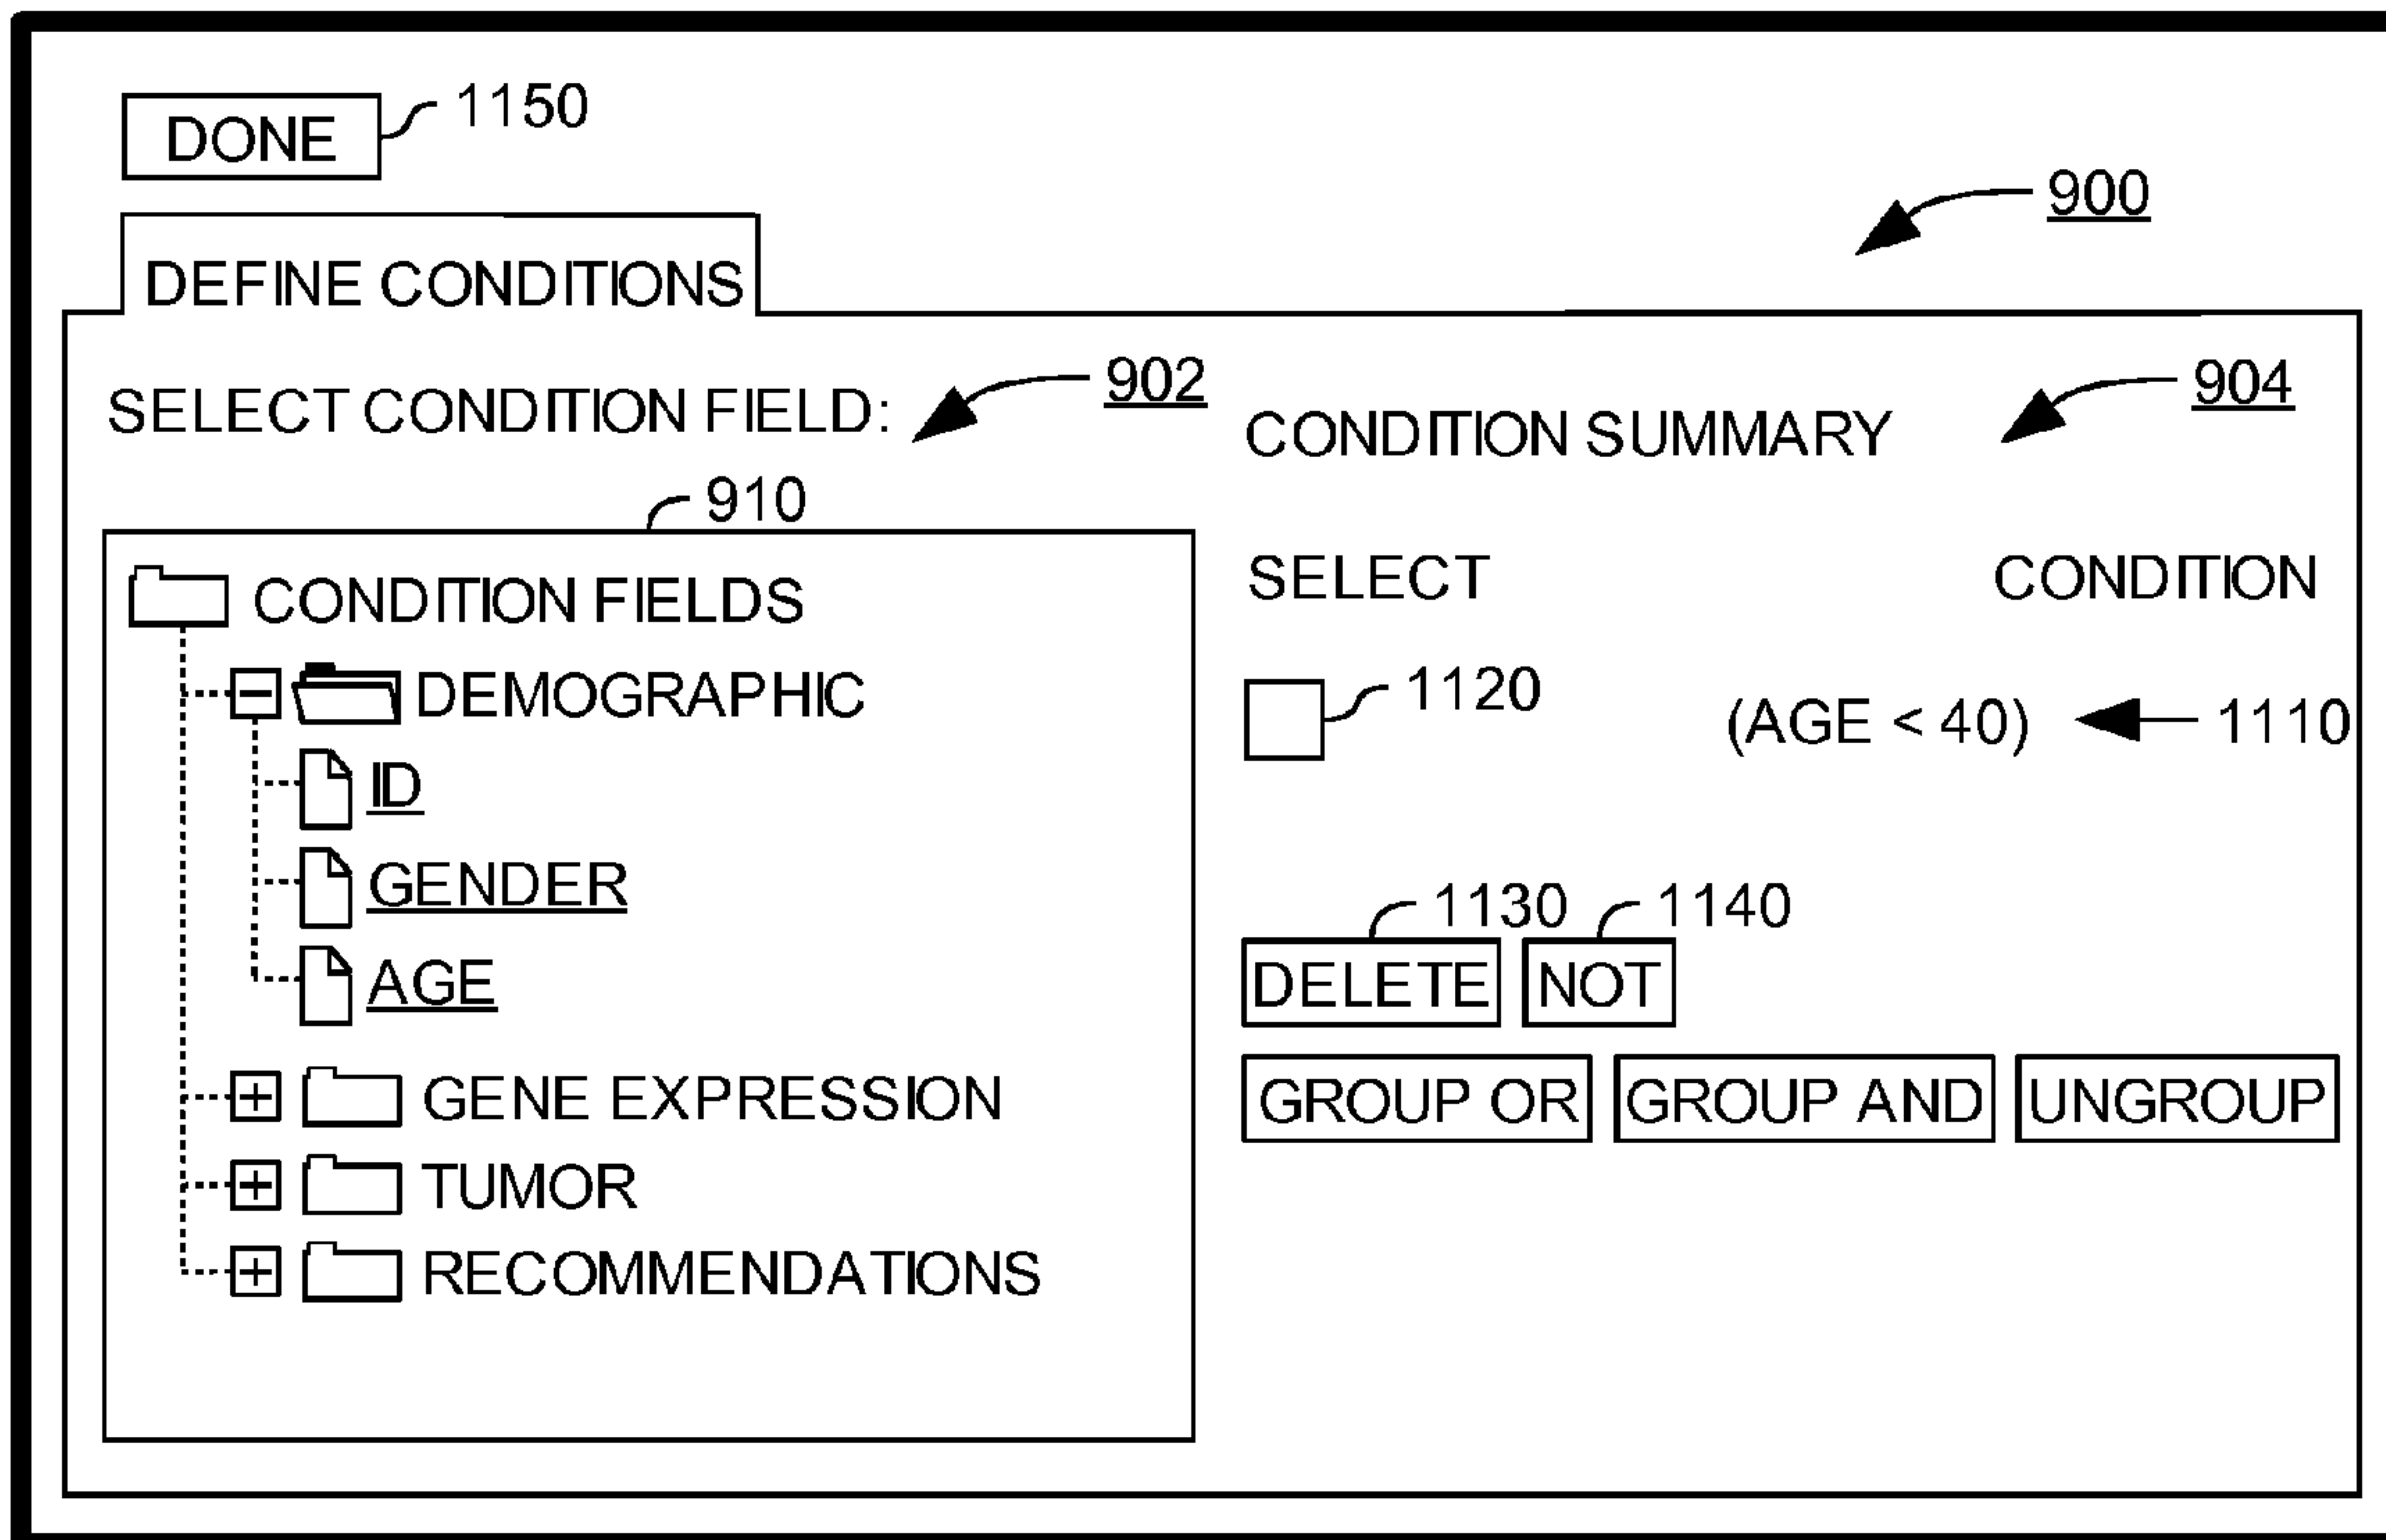 DONE 1150
900
DEFINE CONDITIONS
SELECT CONDITION FIELD: 902
910
CONDITION FIELDS
DEMOGRAPHIC
ID
GENDER
AGE
GENE EXPRESSION
TUMOR
RECOMMENDATIONS
904
CONDITION SUMMARY
SELECT CONDITION
1120 (AGE < 40) 1110
1130 1140
DELETE NOT
GROUP OR GROUP AND UNGROUP